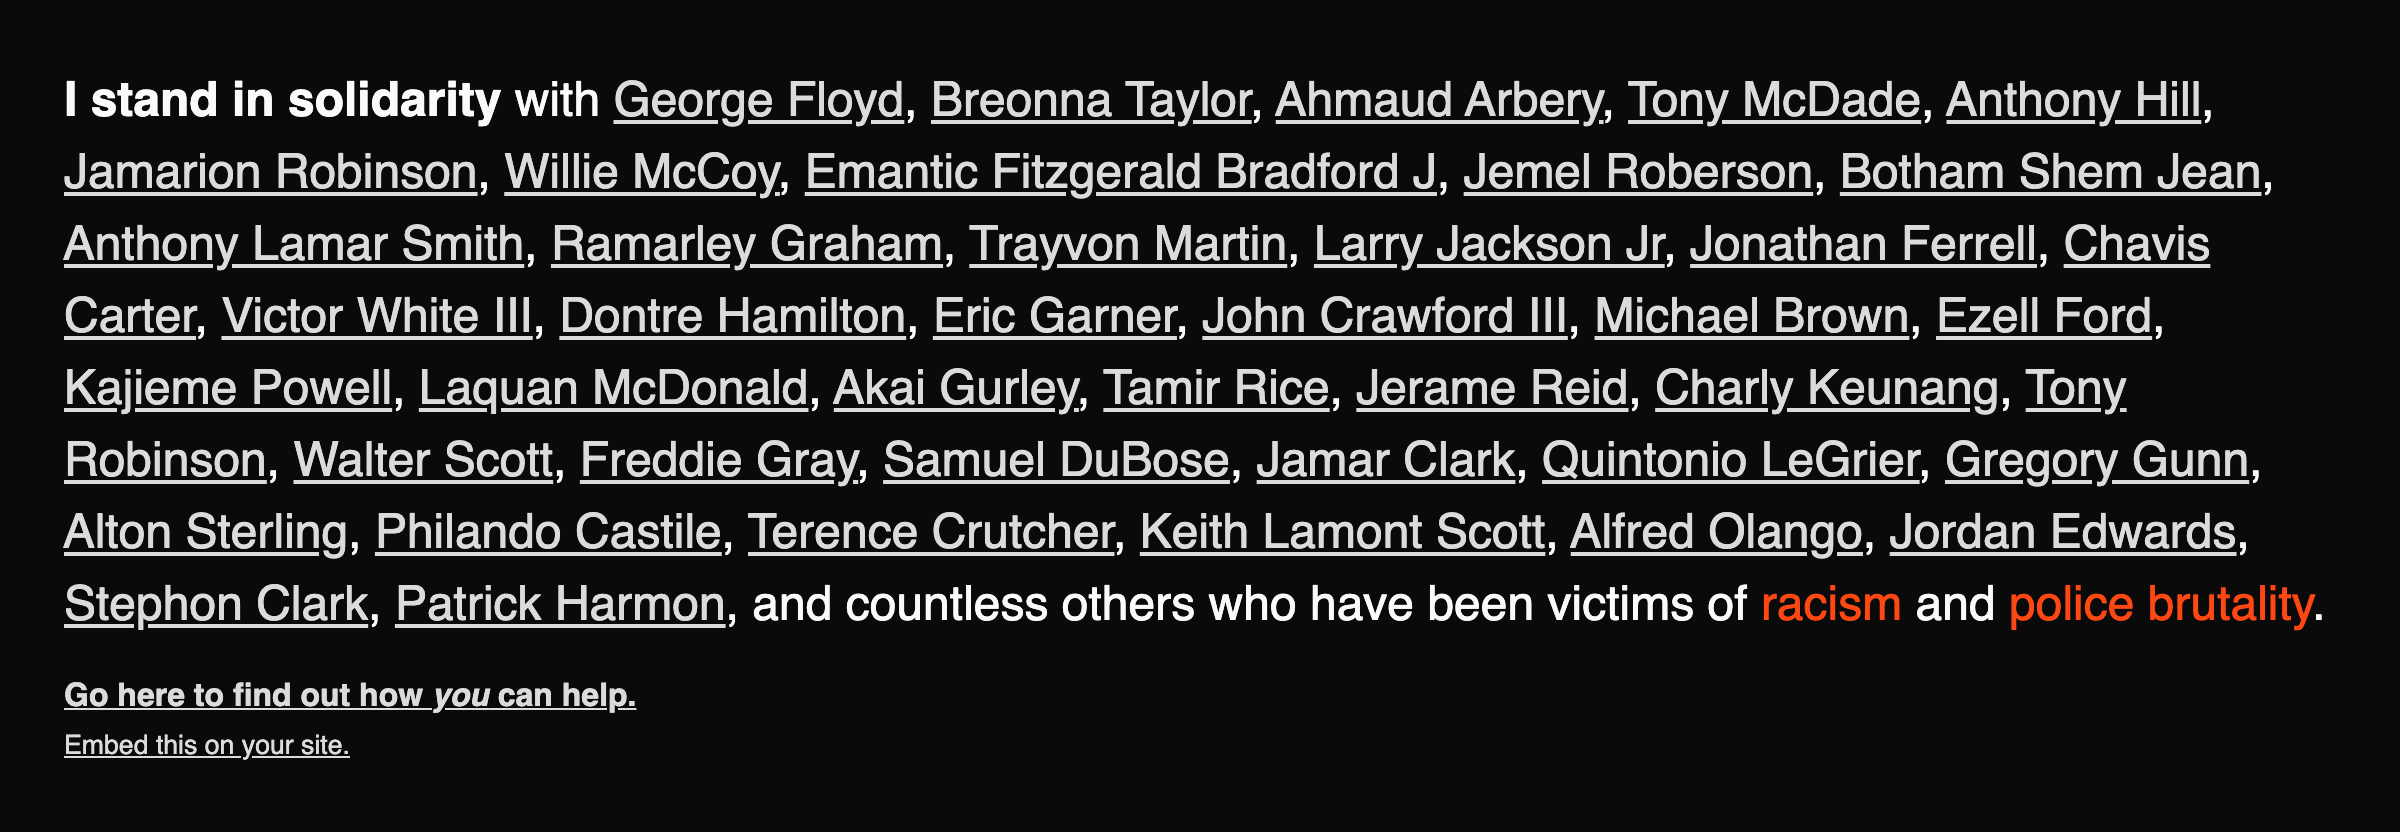 I stand in solidarity with George Floyd, Breonna Taylor, Ahmaud Arbery, Tony McDade, Anthony Hill,
Jamarion Robinson, Willie McCoy, Emantic Fitzgerald Bradford J, Jemel Roberson, Botham Shem Jean,
Anthony Lamar Smith, Ramarley Graham, Trayvon Martin, Larry Jackson Jr, Jonathan Ferrell, Chavis
Carter, Victor White III, Dontre Hamilton, Eric Garner, John Crawford III, Michael Brown, Ezell Ford,
Kajieme Powell, Laquan McDonald, Akai Gurley, Tamir Rice, Jerame Reid, Charly Keunang, Tony
Robinson, Walter Scott, Freddie Gray, Samuel DuBose, Jamar Clark, Quintonio LeGrier, Gregory Gunn,
Alton Sterling, Philando Castile, Terence Crutcher, Keith Lamont Scott, Alfred Olango, Jordan Edwards,
Stephon Clark, Patrick Harmon, and countless others who have been victims of racism and police brutality.
Go here to find out how you can help.
Embed this on your site.